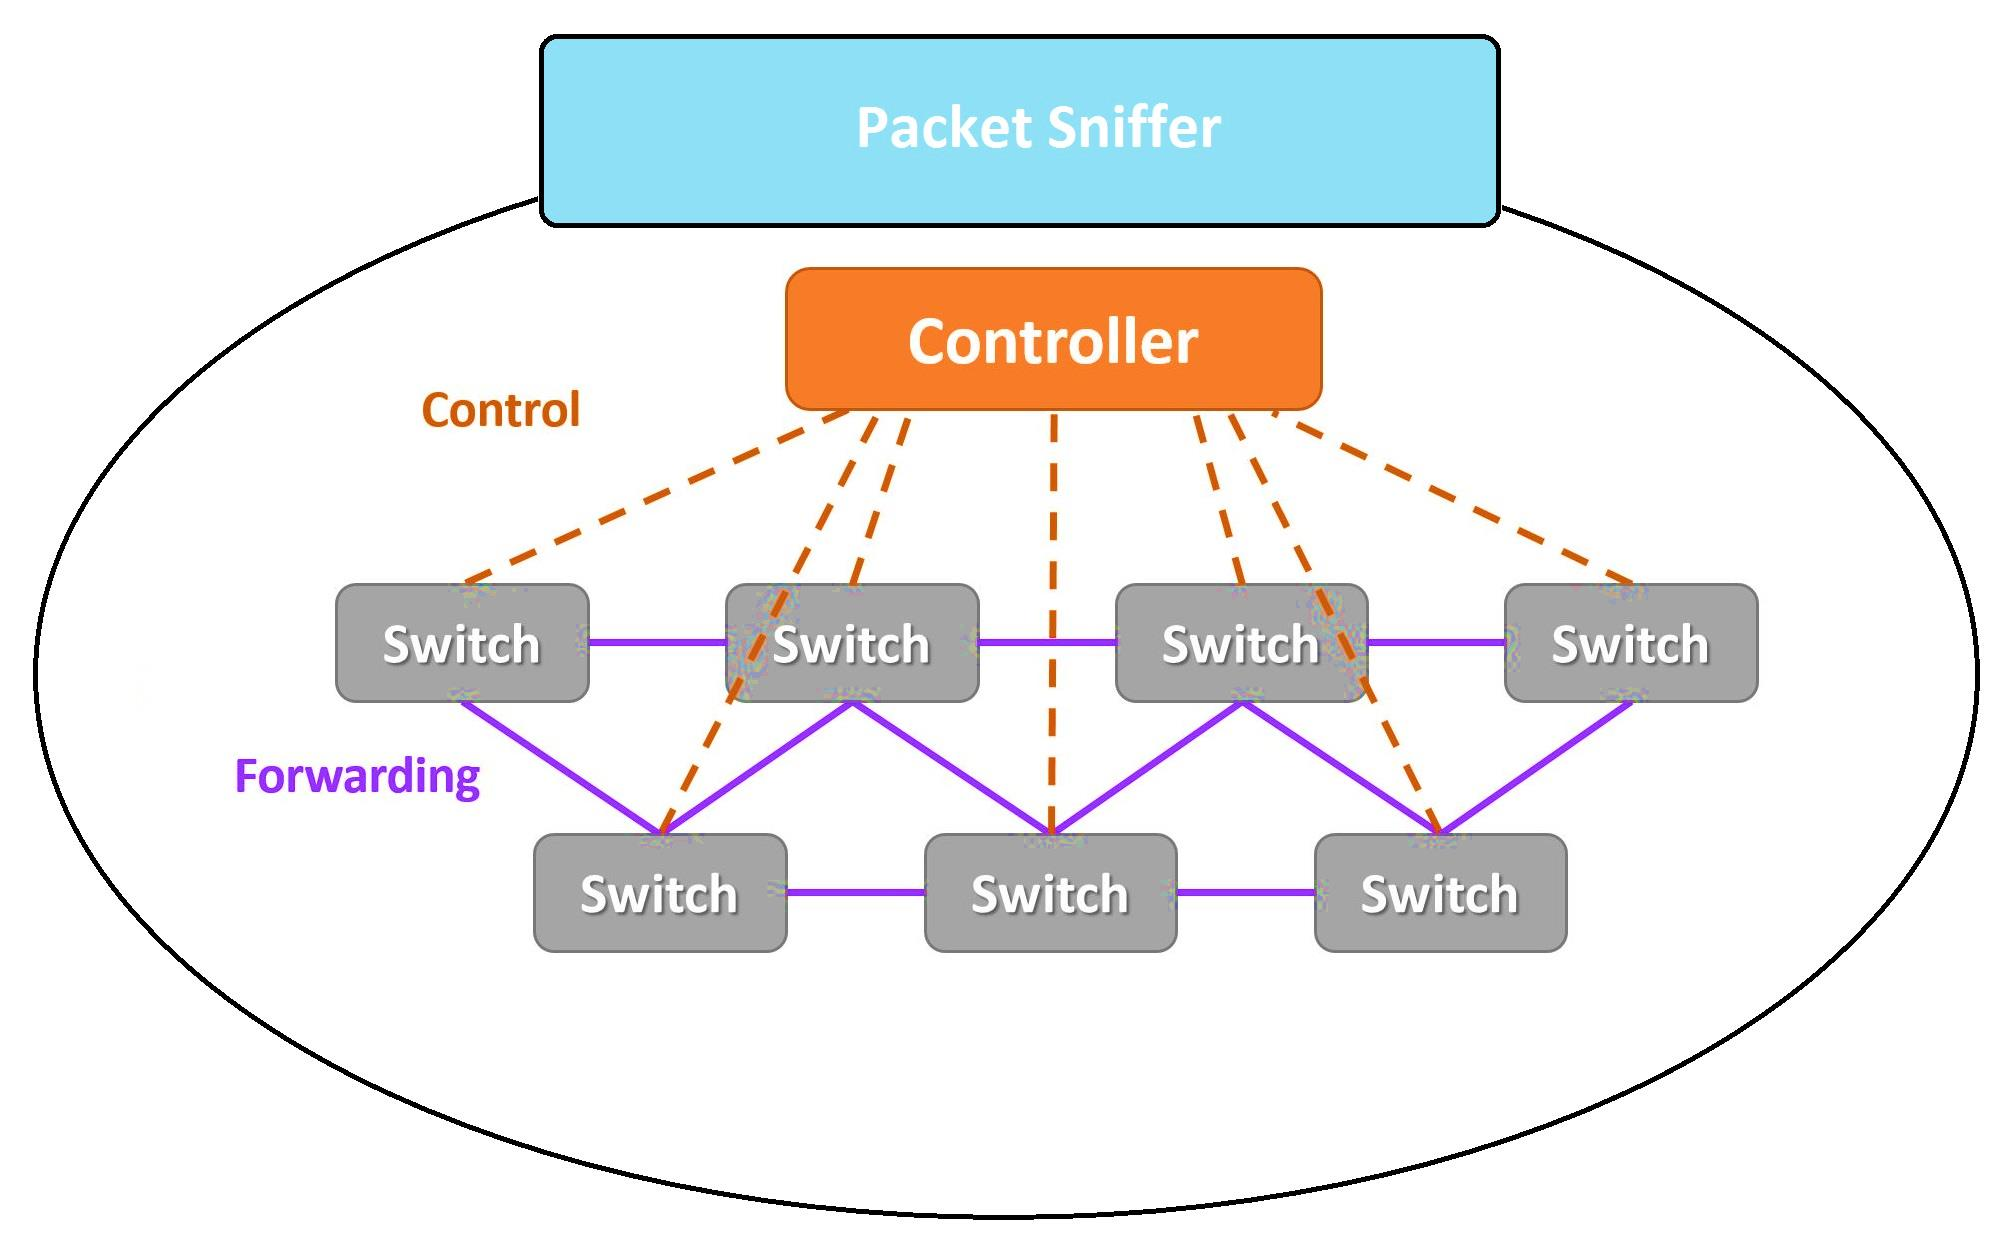 Packet Sniffer
Controller
Control
Switch
Switch
Switch
Switch
Forwarding
Switch
Switch
Switch